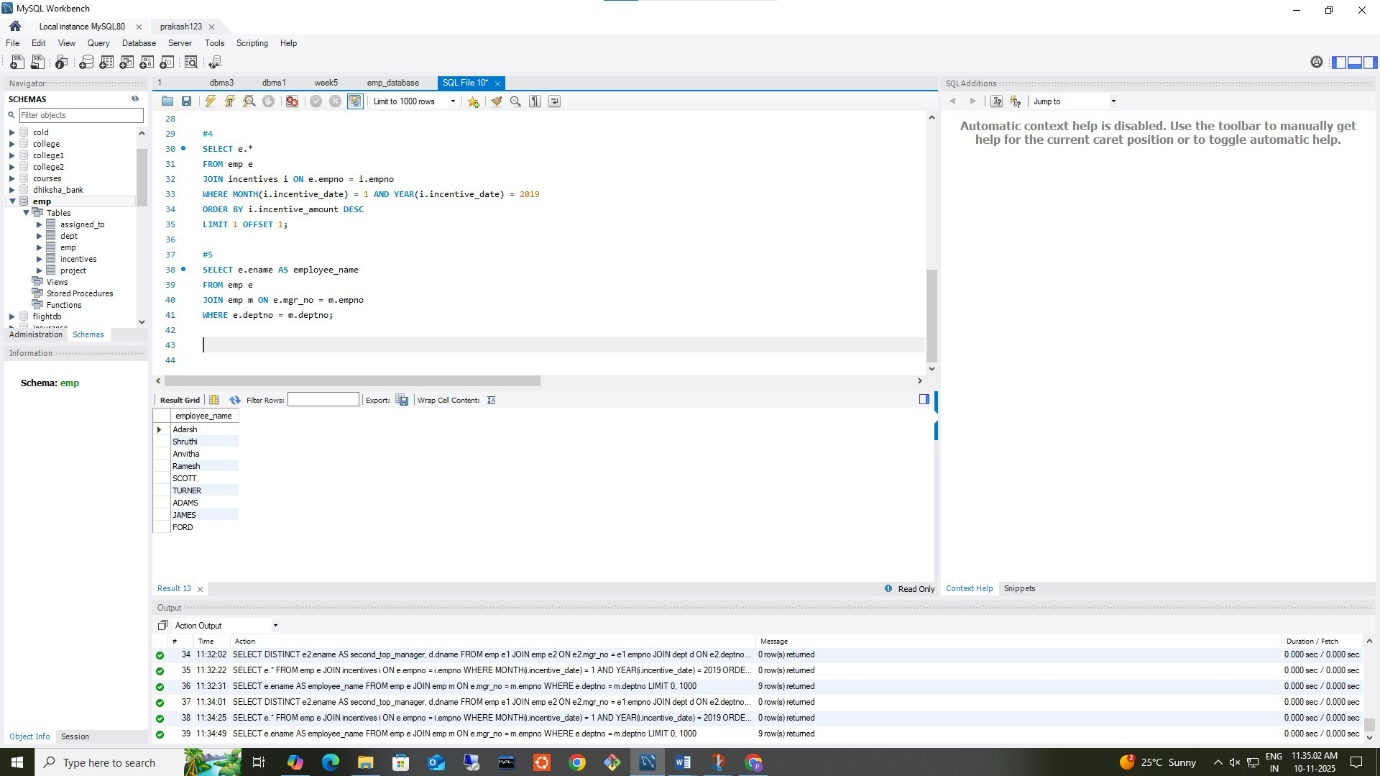 MySQL Workbench
Local instance MySQL80 × prakash123 ×
File Edit View Query Database Server Tools Scripting Help
Navigator
SCHEMAS
Filter objects
cold
college
college1
college2
courses
dhiksha_bank
emp
Tables
assigned_to
dept
emp
incentives
project
Views
Stored Procedures
Functions
flightdb
insurance
Administration Schemas
Information
Schema: emp
Object Info Session
1 dbms3 dbms1 week5 emp_database SQL File 10* ×
Limit to 1000 rows
28
29 #4
30 SELECT e.*
31 FROM emp e
32 JOIN incentives i ON e.empno = i.empno
33 WHERE MONTH(i.incentive_date) = 1 AND YEAR(i.incentive_date) = 2019
34 ORDER BY i.incentive_amount DESC
35 LIMIT 1 OFFSET 1;
36
37 #5
38 SELECT e.ename AS employee_name
39 FROM emp e
40 JOIN emp m ON e.mgr_no = m.empno
41 WHERE e.deptno = m.deptno;
42
43
44
Result Grid Filter Rows: Export: Wrap Cell Content:
employee_name
Adarsh
Shruthi
Anvitha
Ramesh
SCOTT
TURNER
ADAMS
JAMES
FORD
Result 13 × Read Only
SQLAdditions
Jump to
Automatic context help is disabled. Use the toolbar to manually get
help for the current caret position or to toggle automatic help.
Context Help Snippets
Output
Action Output
# Time Action Message Duration / Fetch
34 11:32:02 SELECT DISTINCT e2.ename AS second_top_manager, d.dname FROM emp e1 JOIN emp e2 ON e2.mgr_no = e1.empno JOIN dept d ON e2.deptno... 0 row(s) returned 0.000 sec / 0.000 sec
35 11:32:22 SELECT e.* FROM emp e JOIN incentives i ON e.empno = i.empno WHERE MONTH(i.incentive_date) = 1 AND YEAR(i.incentive_date) = 2019 ORDE... 0 row(s) returned 0.000 sec / 0.000 sec
36 11:32:31 SELECT e.ename AS employee_name FROM emp e JOIN emp m ON e.mgr_no = m.empno WHERE e.deptno = m.deptno LIMIT 0, 1000 9 row(s) returned 0.000 sec / 0.000 sec
37 11:34:01 SELECT DISTINCT e2.ename AS second_top_manager, d.dname FROM emp e1 JOIN emp e2 ON e2.mgr_no = e1.empno JOIN dept d ON e2.deptno... 0 row(s) returned 0.000 sec / 0.000 sec
38 11:34:25 SELECT e.* FROM emp e JOIN incentives i ON e.empno = i.empno WHERE MONTH(i.incentive_date) = 1 AND YEAR(i.incentive_date) = 2019 ORDE... 0 row(s) returned 0.000 sec / 0.000 sec
39 11:34:49 SELECT e.ename AS employee_name FROM emp e JOIN emp m ON e.mgr_no = m.empno WHERE e.deptno = m.deptno LIMIT 0, 1000 9 row(s) returned 0.000 sec / 0.000 sec
Type here to search
25°C Sunny
ENG 11.35.02 AM
IN 10-11-2025